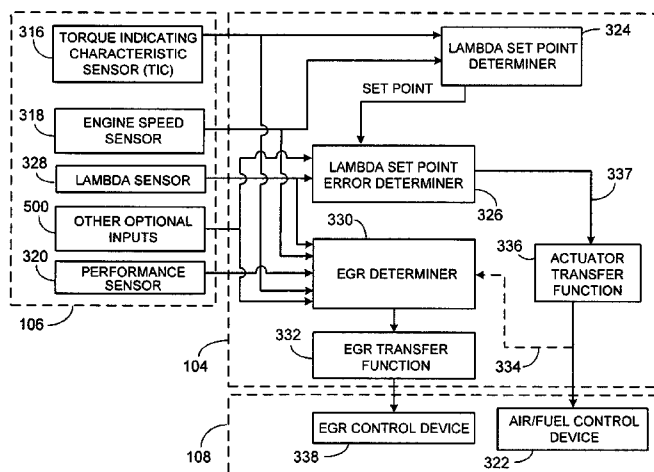 316
TORQUE INDICATING
CHARACTERISTIC
SENSOR (TIC)
324
LAMBDA SET POINT
DETERMINER
SET POINT
318
ENGINE SPEED
SENSOR
328
LAMBDA SENSOR
LAMBDA SET POINT
ERROR DETERMINER
326
337
500
OTHER OPTIONAL
INPUTS
330
EGR DETERMINER
336
ACTUATOR
TRANSFER
FUNCTION
320
PERFORMANCE
SENSOR
106
332
EGR TRANSFER
FUNCTION
334
104
108
EGR CONTROL DEVICE
338
AIR/FUEL CONTROL
DEVICE
322